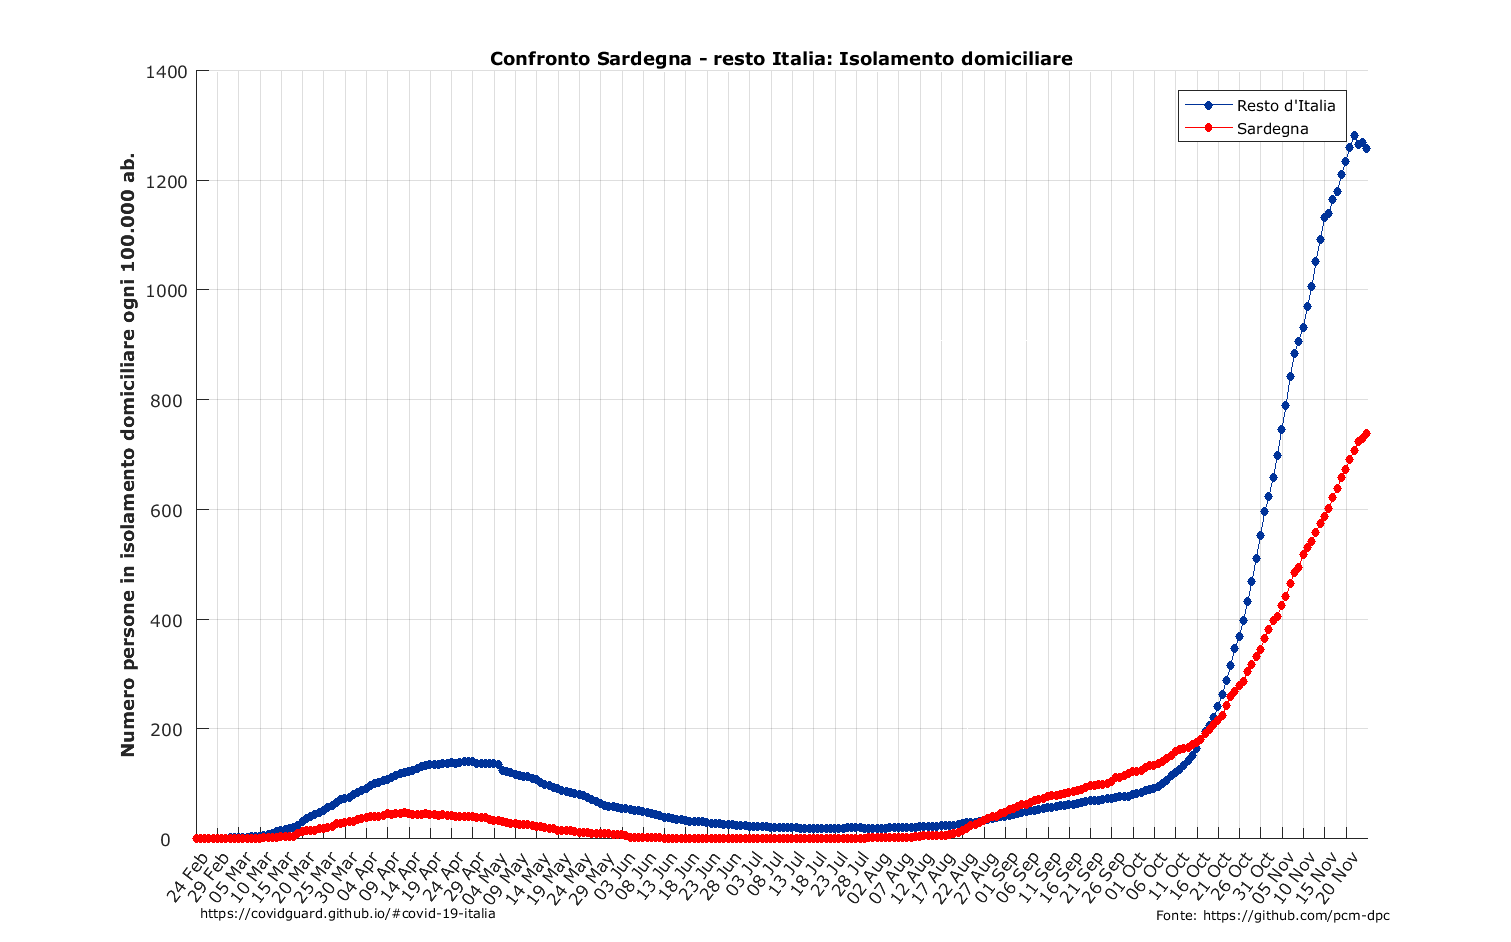 Confronto Sardegna - resto Italia: Isolamento domiciliare
Numero persone in isolamento domiciliare ogni 100.000 ab.
1400
1200
1000
800
600
400
200
0
Resto d'Italia
Sardegna
24 Feb
29 Feb
05 Mar
10 Mar
15 Mar
20 Mar
25 Mar
30 Mar
04 Apr
09 Apr
14 Apr
19 Apr
24 Apr
29 Apr
04 May
09 May
14 May
19 May
24 May
29 May
03 Jun
08 Jun
13 Jun
18 Jun
23 Jun
28 Jun
03 Jul
08 Jul
13 Jul
18 Jul
23 Jul
28 Jul
02 Aug
07 Aug
12 Aug
17 Aug
22 Aug
27 Aug
01 Sep
06 Sep
11 Sep
16 Sep
21 Sep
26 Sep
01 Oct
06 Oct
11 Oct
16 Oct
21 Oct
26 Oct
31 Oct
05 Nov
10 Nov
15 Nov
20 Nov
https://covidguard.github.io/#covid-19-italia
Fonte: https://github.com/pcm-dpc